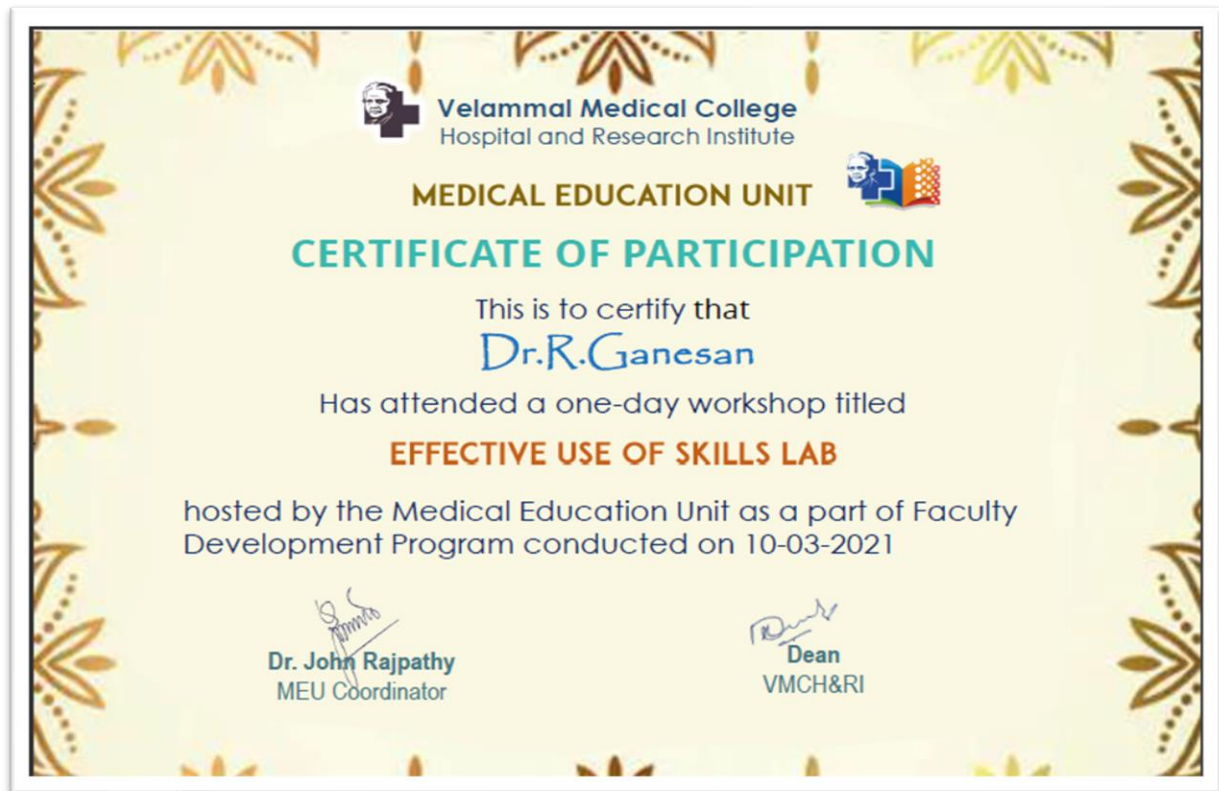 Velammal Medical College
Hospital and Research Institute
MEDICAL EDUCATION UNIT
CERTIFICATE OF PARTICIPATION
This is to certify that
Dr.R.Ganesan
Has attended a one-day workshop titled
EFFECTIVE USE OF SKILLS LAB
hosted by the Medical Education Unit as a part of Faculty
Development Program conducted on 10-03-2021
Dr. John Rajpathy
MEU Coordinator
Dean
VMCH&RI